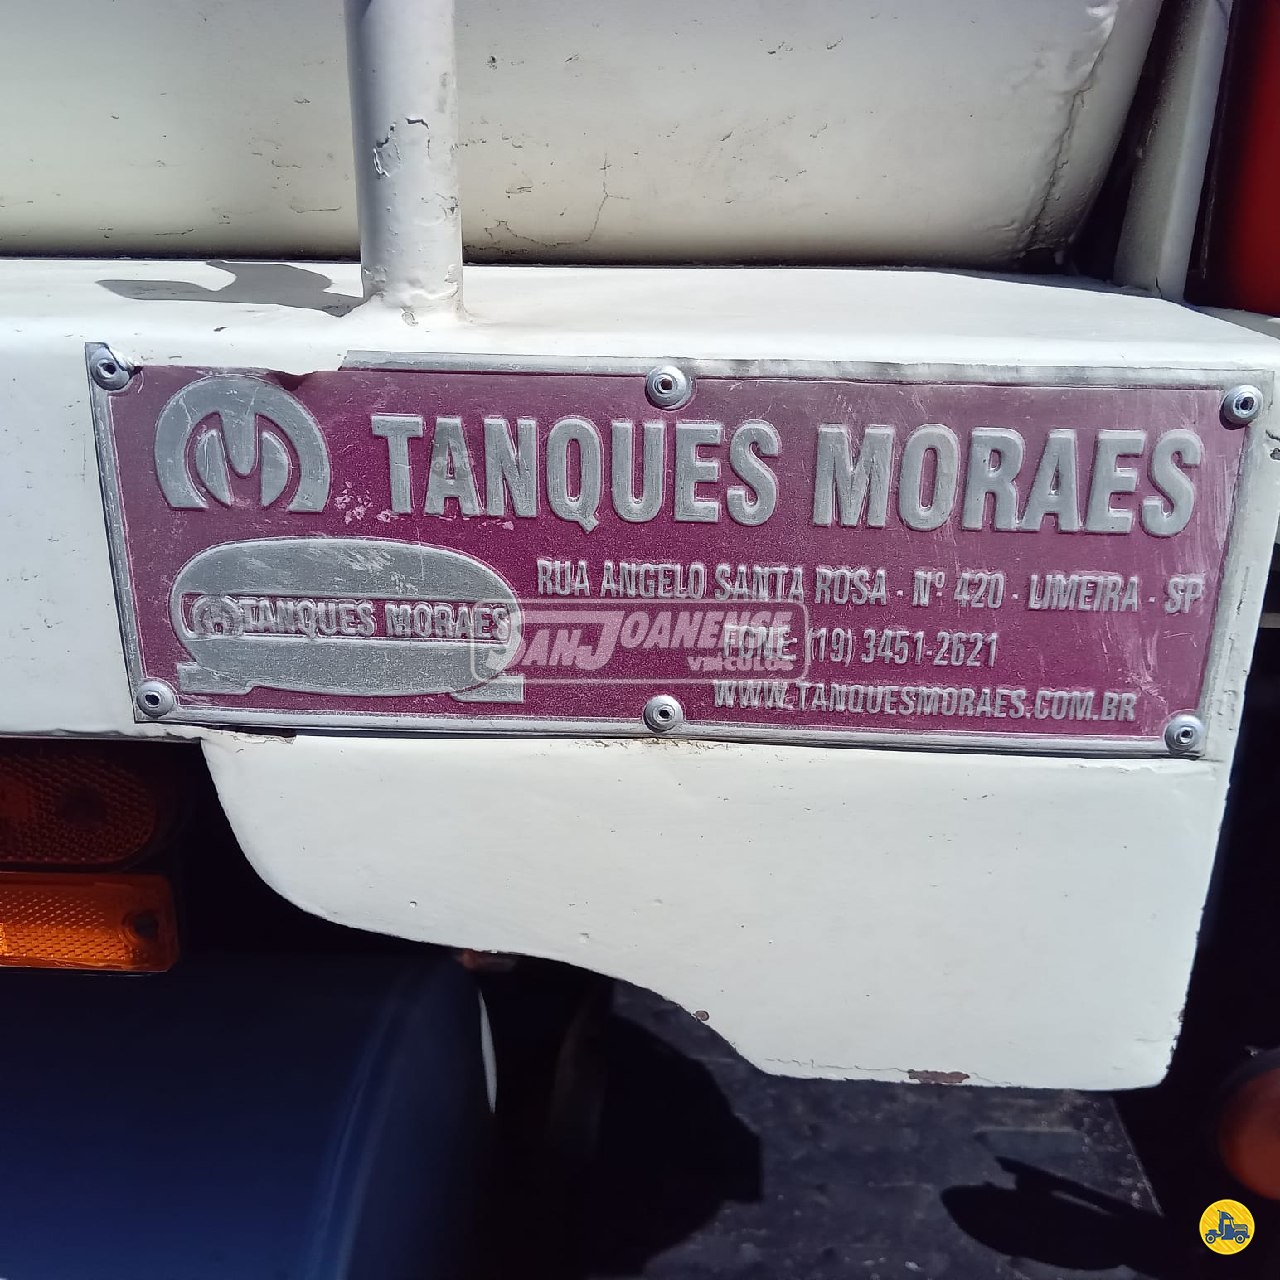 TANQUES MORAES
RUA ANGELO SANTA ROSA - Nº 420 - LIMEIRA - SP
TANQUES MORAES
SANJOANENSE
VEÍCULOS
FONE: (19) 3451-2621
WWW.TANQUESMORAES.COM.BR